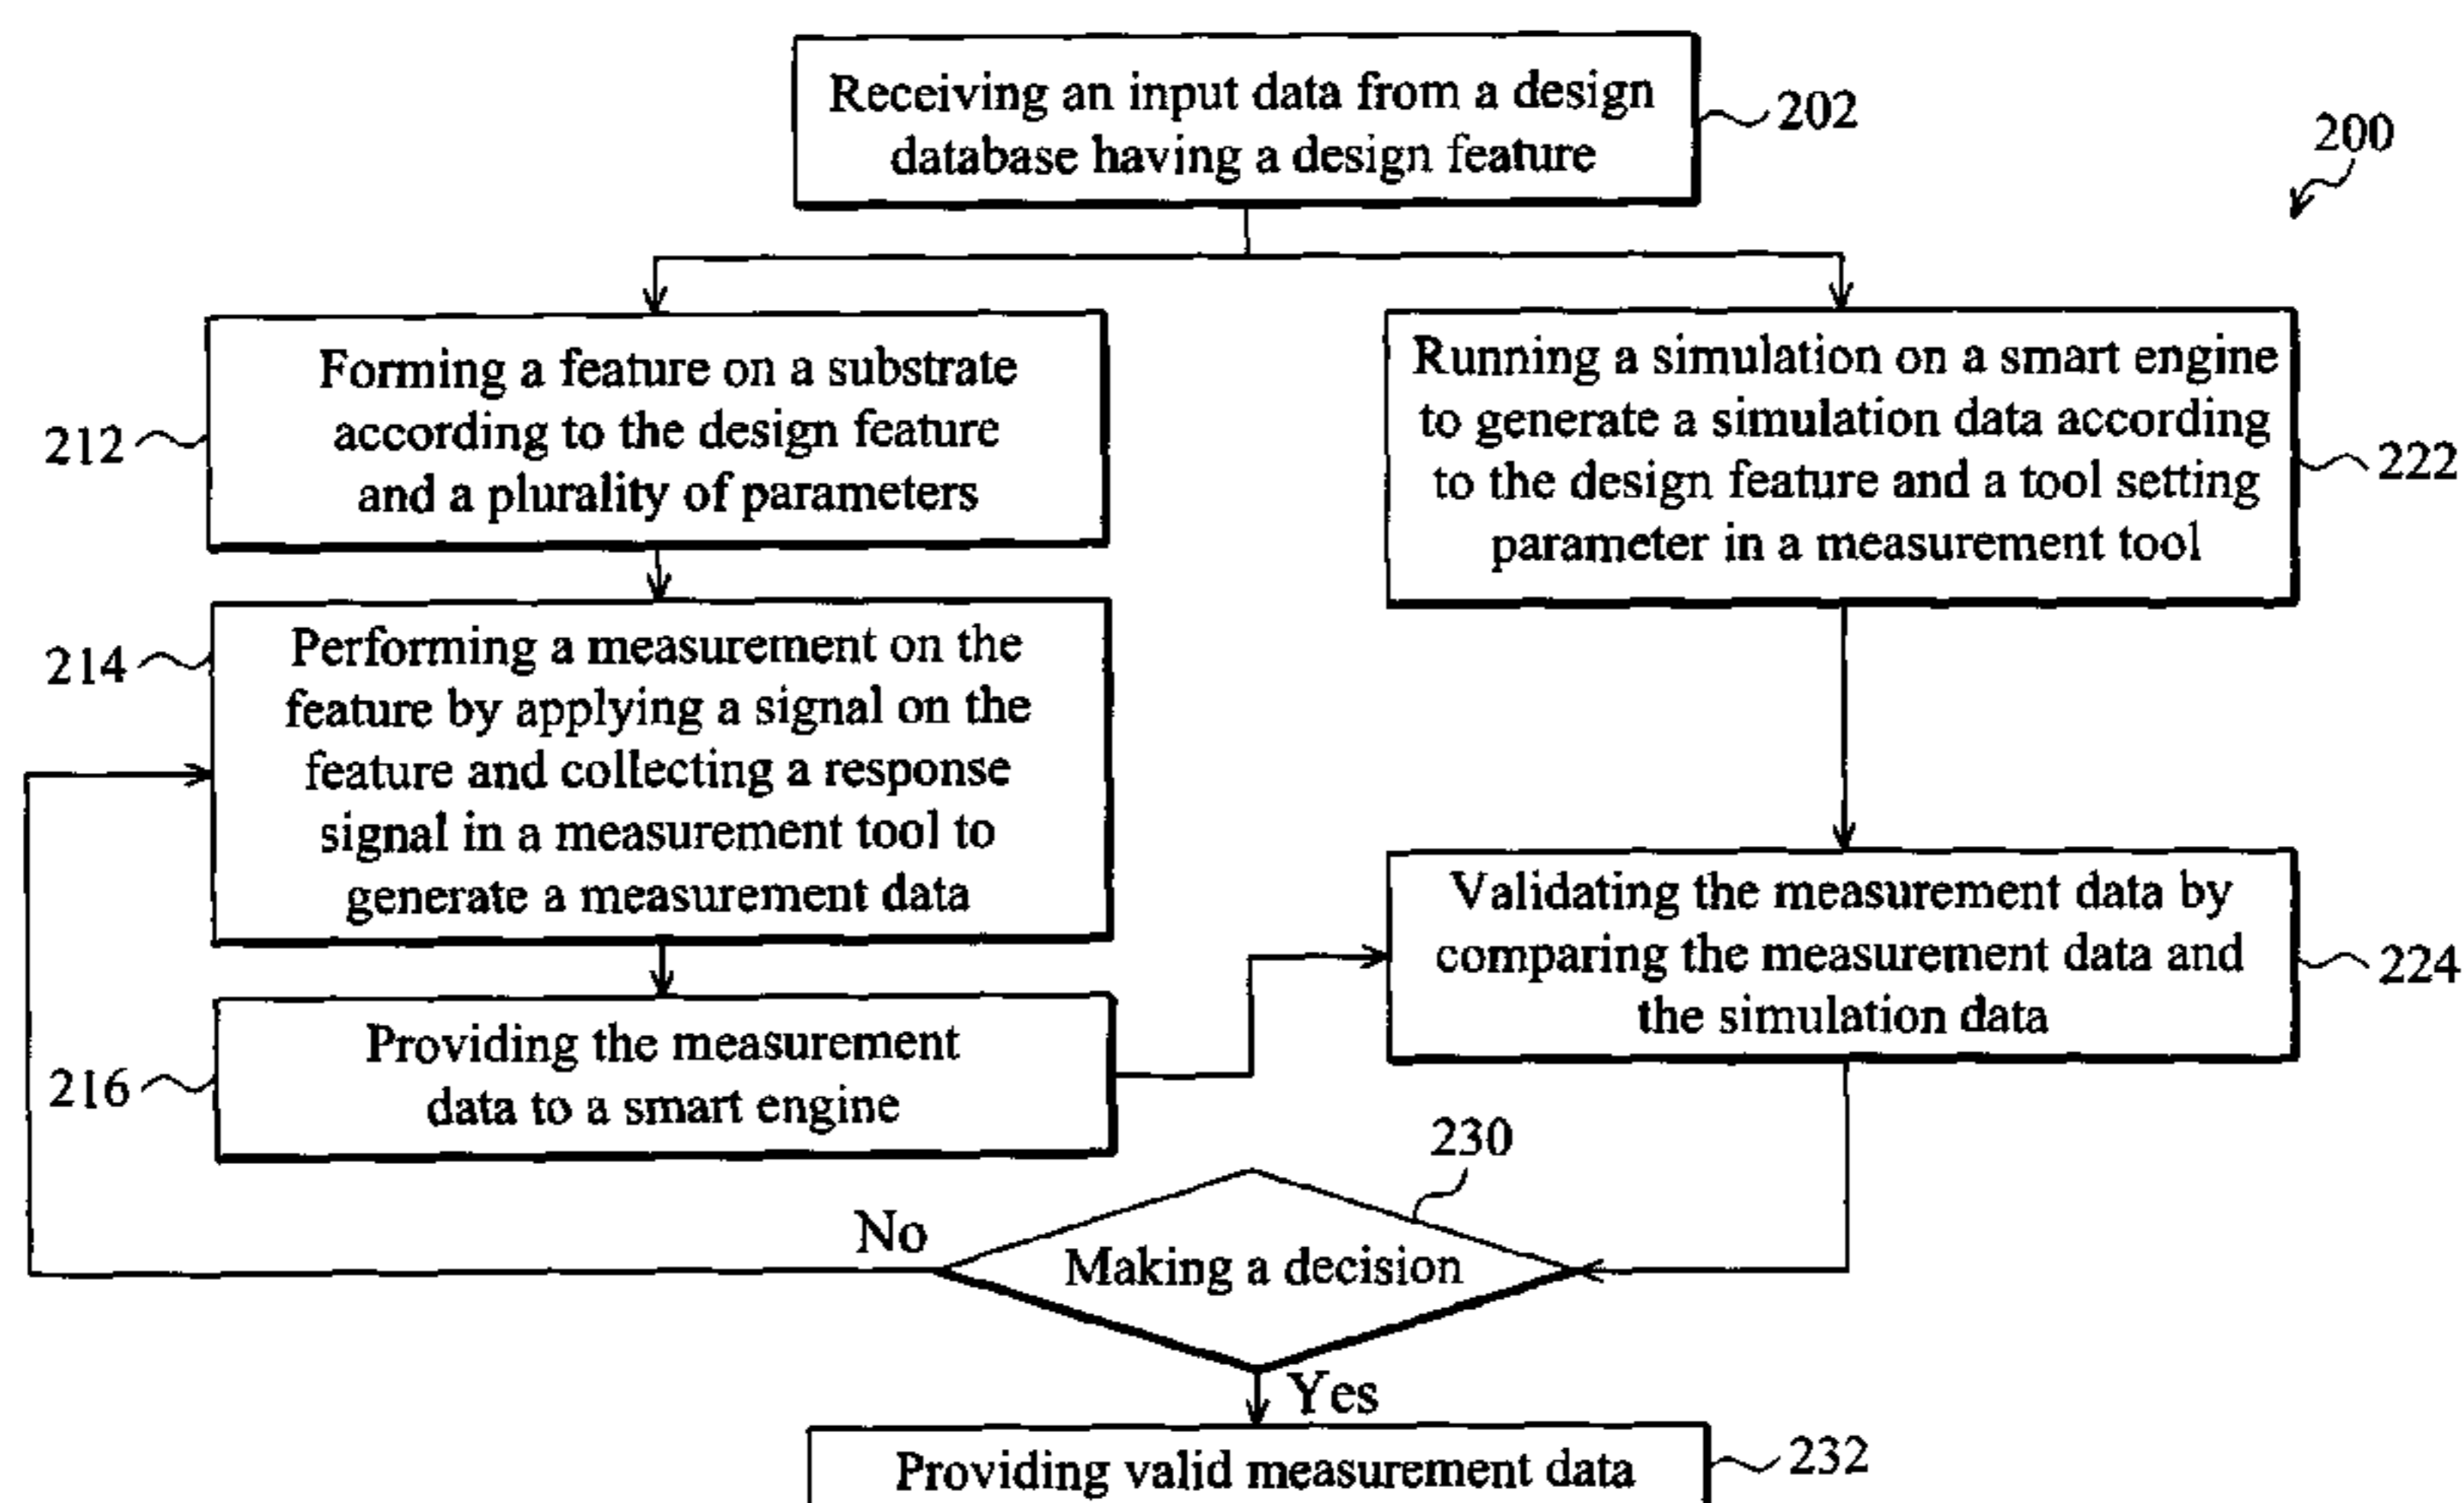 Receiving an input data from a design
database having a design feature
202
200
Forming a feature on a substrate
according to the design feature
and a plurality of parameters
212
Running a simulation on a smart engine
to generate a simulation data according
to the design feature and a tool setting
parameter in a measurement tool
222
214
Performing a measurement on the
feature by applying a signal on the
feature and collecting a response
signal in a measurement tool to
generate a measurement data
Validating the measurement data by
comparing the measurement data and
the simulation data
224
Providing the measurement
data to a smart engine
216
230
No
Making a decision
Yes
Providing valid measurement data
232